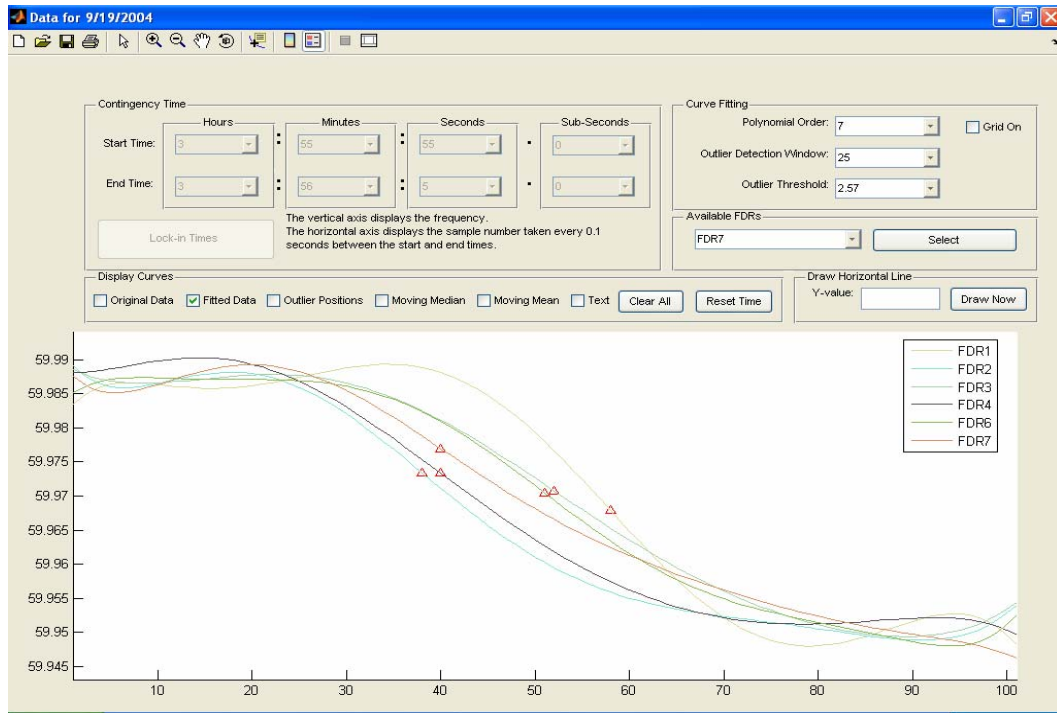 Data for 9/19/2004
Contingency Time
Hours Minutes Seconds Sub-Seconds
Start Time: 3 : 55 : 55 . 0
End Time: 3 : 56 : 5 . 0
Lock-in Times
The vertical axis displays the frequency.
The horizontal axis displays the sample number taken every 0.1
seconds between the start and end times.
Curve Fitting
Polynomial Order: 7
Grid On
Outlier Detection Window: 25
Outlier Threshold: 2.57
Available FDRs
FDR7 Select
Display Curves
Original Data Fitted Data Outlier Positions Moving Median Moving Mean Text Clear All Reset Time
Draw Horizontal Line
Y-value: Draw Now
59.99
59.985
59.98
59.975
59.97
59.965
59.96
59.955
59.95
59.945
10 20 30 40 50 60 70 80 90 100
FDR1
FDR2
FDR3
FDR4
FDR6
FDR7